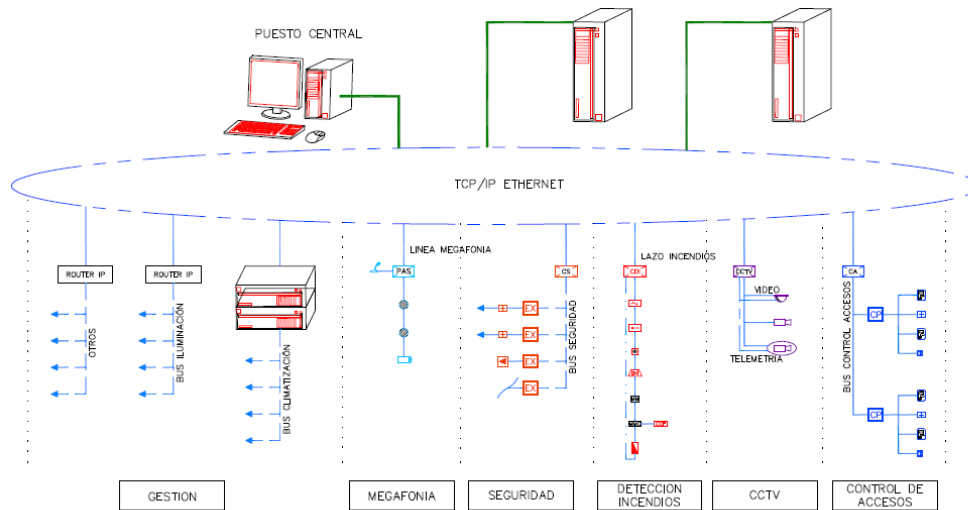 PUESTO CENTRAL
TCP/IP ETHERNET
LINEA MEGAFONIA
LAZO INCENDIOS
ROUTER IP
ROUTER IP
PAS
CS
CDI
CCTV
CA
VIDEO
TELEMETRIA
OTROS
BUS ILUMINACIÓN
BUS CLIMATIZACIÓN
BUS SEGURIDAD
BUS CONTROL ACCESOS
EX
EX
EX
EX
CP
CP
GESTION
MEGAFONIA
SEGURIDAD
DETECCION
INCENDIOS
CCTV
CONTROL DE
ACCESOS